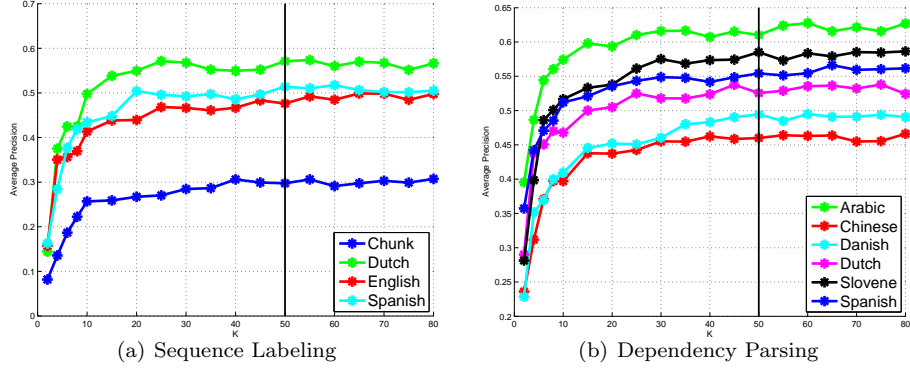 0.7
0.6
0.5
0.4
0.3
0.2
0.1
0
0 10 20 30 40 50 60 70 80
Average Precision
K
Chunk
Dutch
English
Spanish
(a) Sequence Labeling
0.65
0.6
0.55
0.5
0.45
0.4
0.35
0.3
0.25
0.2
0 10 20 30 40 50 60 70 80
Average Precision
K
Arabic
Chinese
Danish
Dutch
Slovene
Spanish
(b) Dependency Parsing